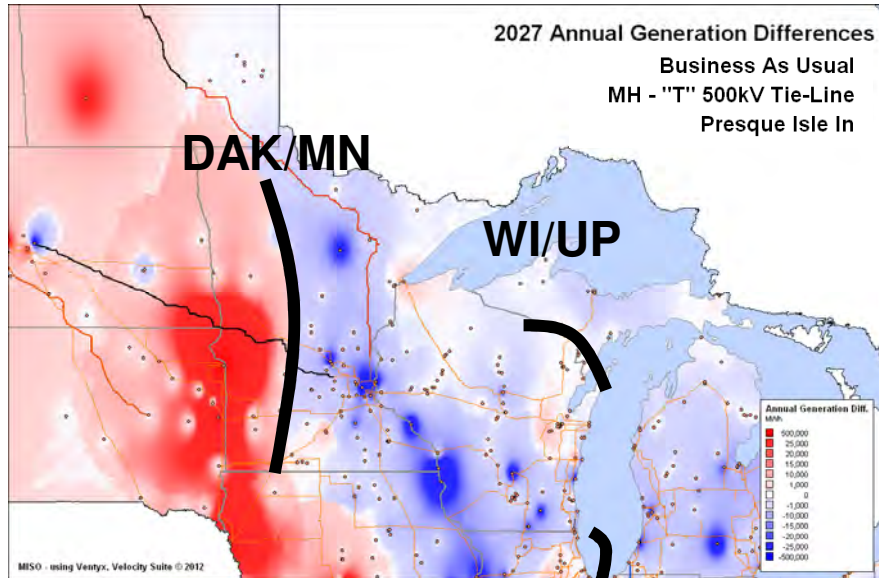 2027 Annual Generation Differences
Business As Usual
MH - "T" 500kV Tie-Line
Presque Isle In
DAK/MN
WI/UP
Annual Generation Diff.
MWh
500,000
25,000
20,000
15,000
10,000
1,000
0
-1,000
-10,000
-15,000
-20,000
-25,000
-500,000
MISO - using Ventyx, Velocity Suite © 2012